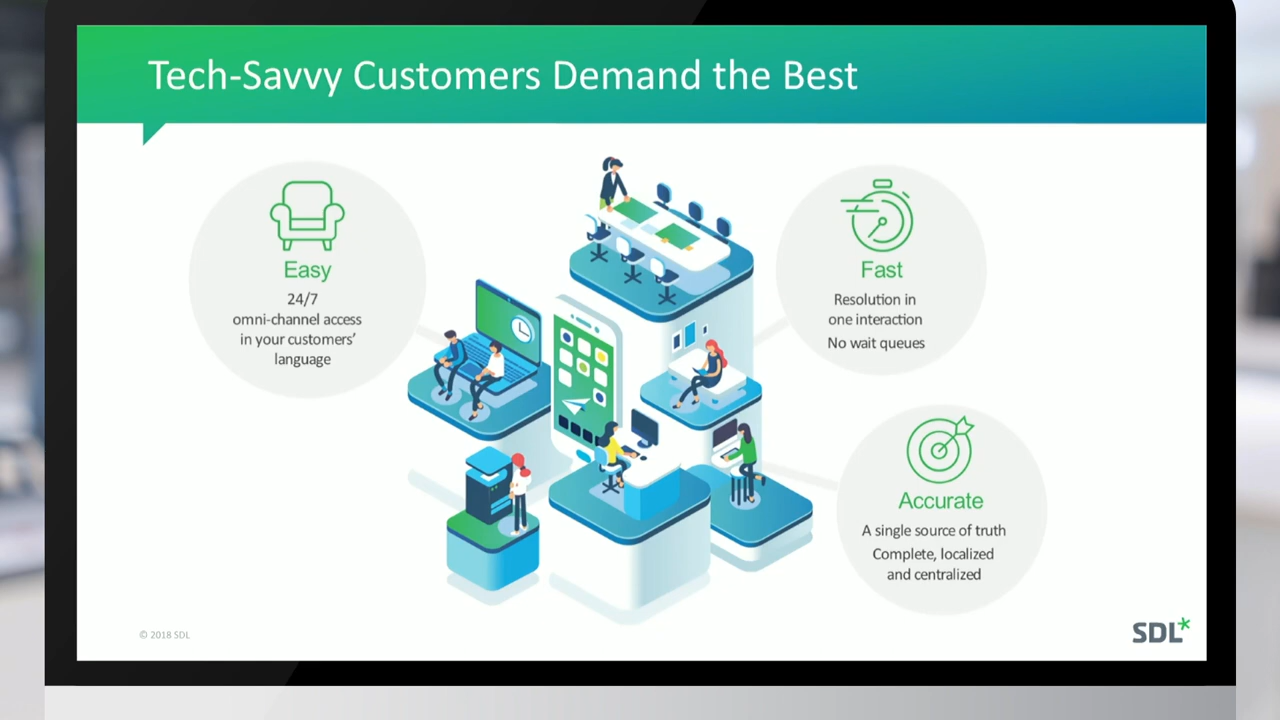 Tech-Savvy Customers Demand the Best
Easy
24/7
omni-channel access
in your customers’
language
Fast
Resolution in
one interaction
No wait queues
Accurate
A single source of truth
Complete, localized
and centralized
© 2018 SDL
SDL*